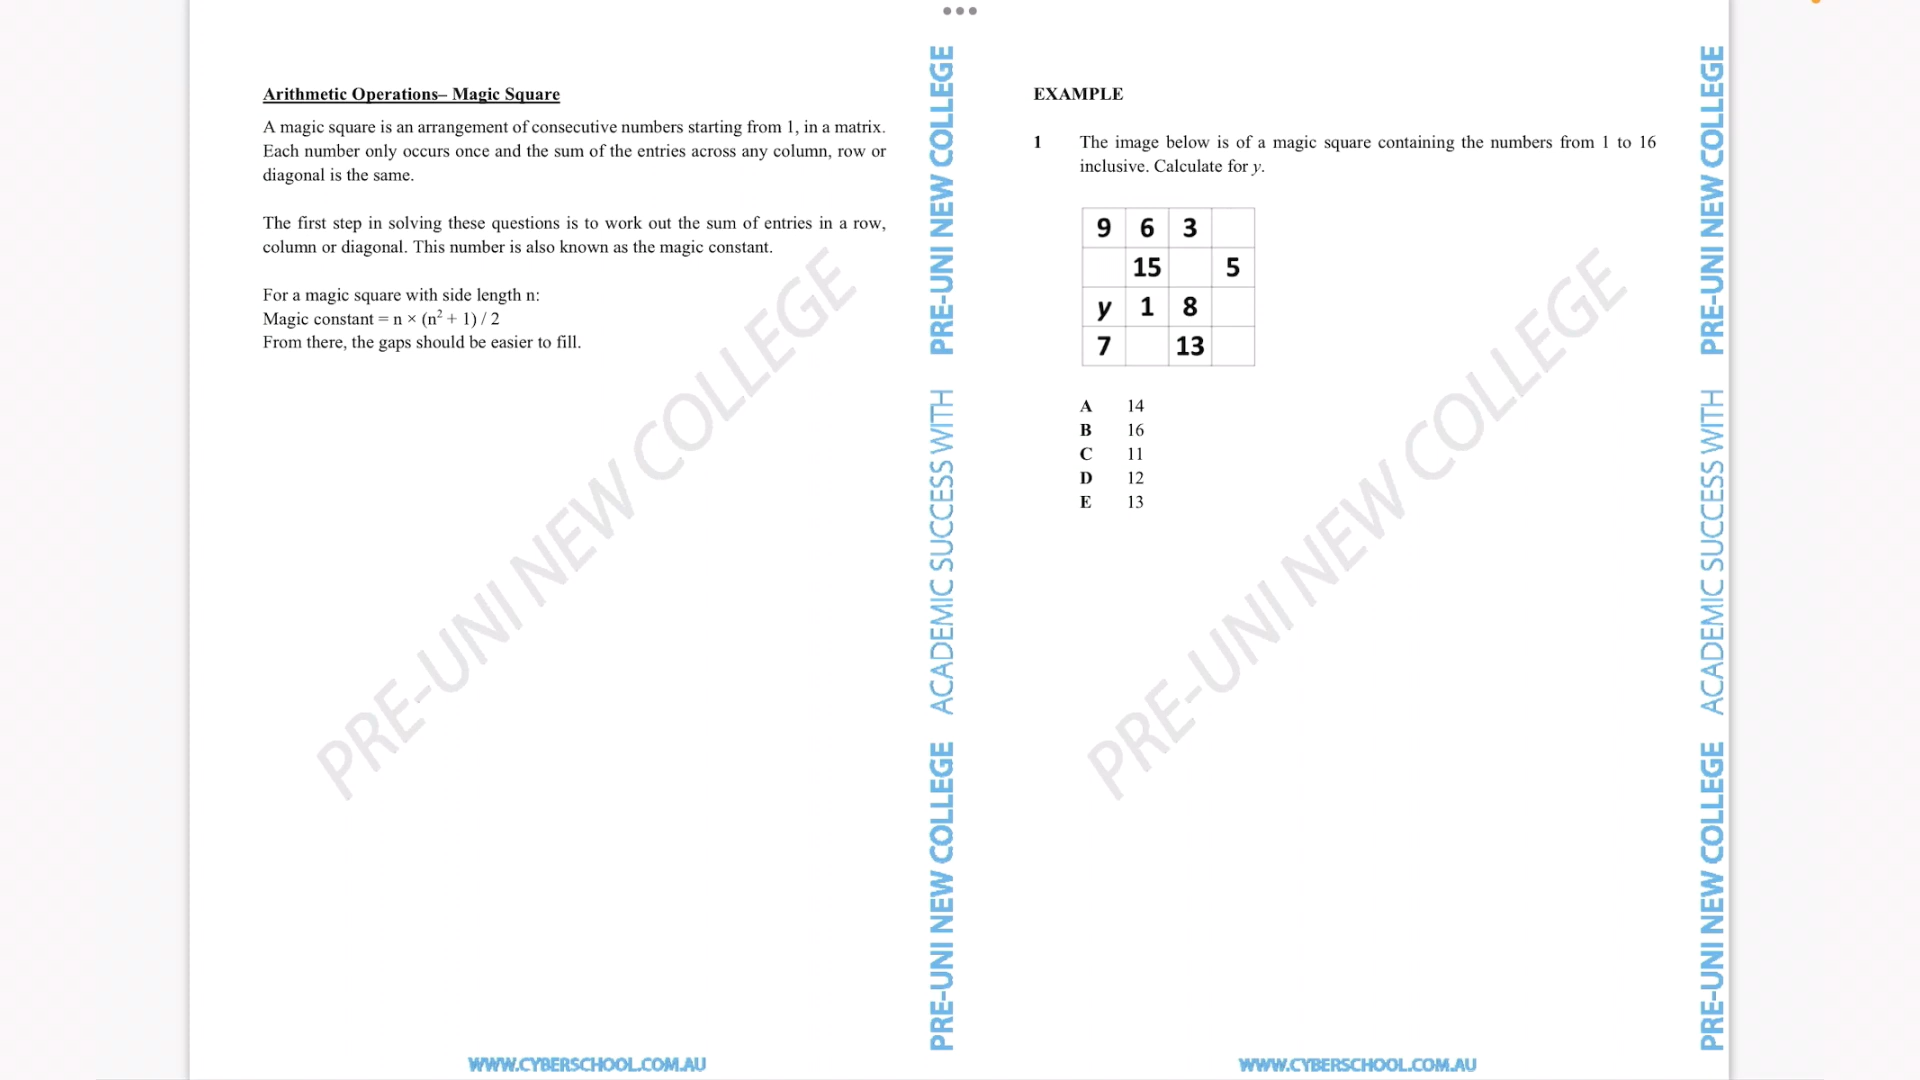 Arithmetic Operations– Magic Square
A magic square is an arrangement of consecutive numbers starting from 1, in a matrix.
Each number only occurs once and the sum of the entries across any column, row or
diagonal is the same.
The first step in solving these questions is to work out the sum of entries in a row,
column or diagonal. This number is also known as the magic constant.
For a magic square with side length n:
Magic constant = n × (n² + 1) / 2
From there, the gaps should be easier to fill.
PRE-UNI NEW COLLEGE
PRE-UNI NEW COLLEGE ACADEMIC SUCCESS WITH PRE-UNI NEW COLLEGE
WWW.CYBERSCHOOL.COM.AU
EXAMPLE
1 The image below is of a magic square containing the numbers from 1 to 16
inclusive. Calculate for y.
9 6 3
15 5
y 1 8
7 13
A 14
B 16
C 11
D 12
E 13
PRE-UNI NEW COLLEGE
PRE-UNI NEW COLLEGE ACADEMIC SUCCESS WITH PRE-UNI NEW COLLEGE
WWW.CYBERSCHOOL.COM.AU